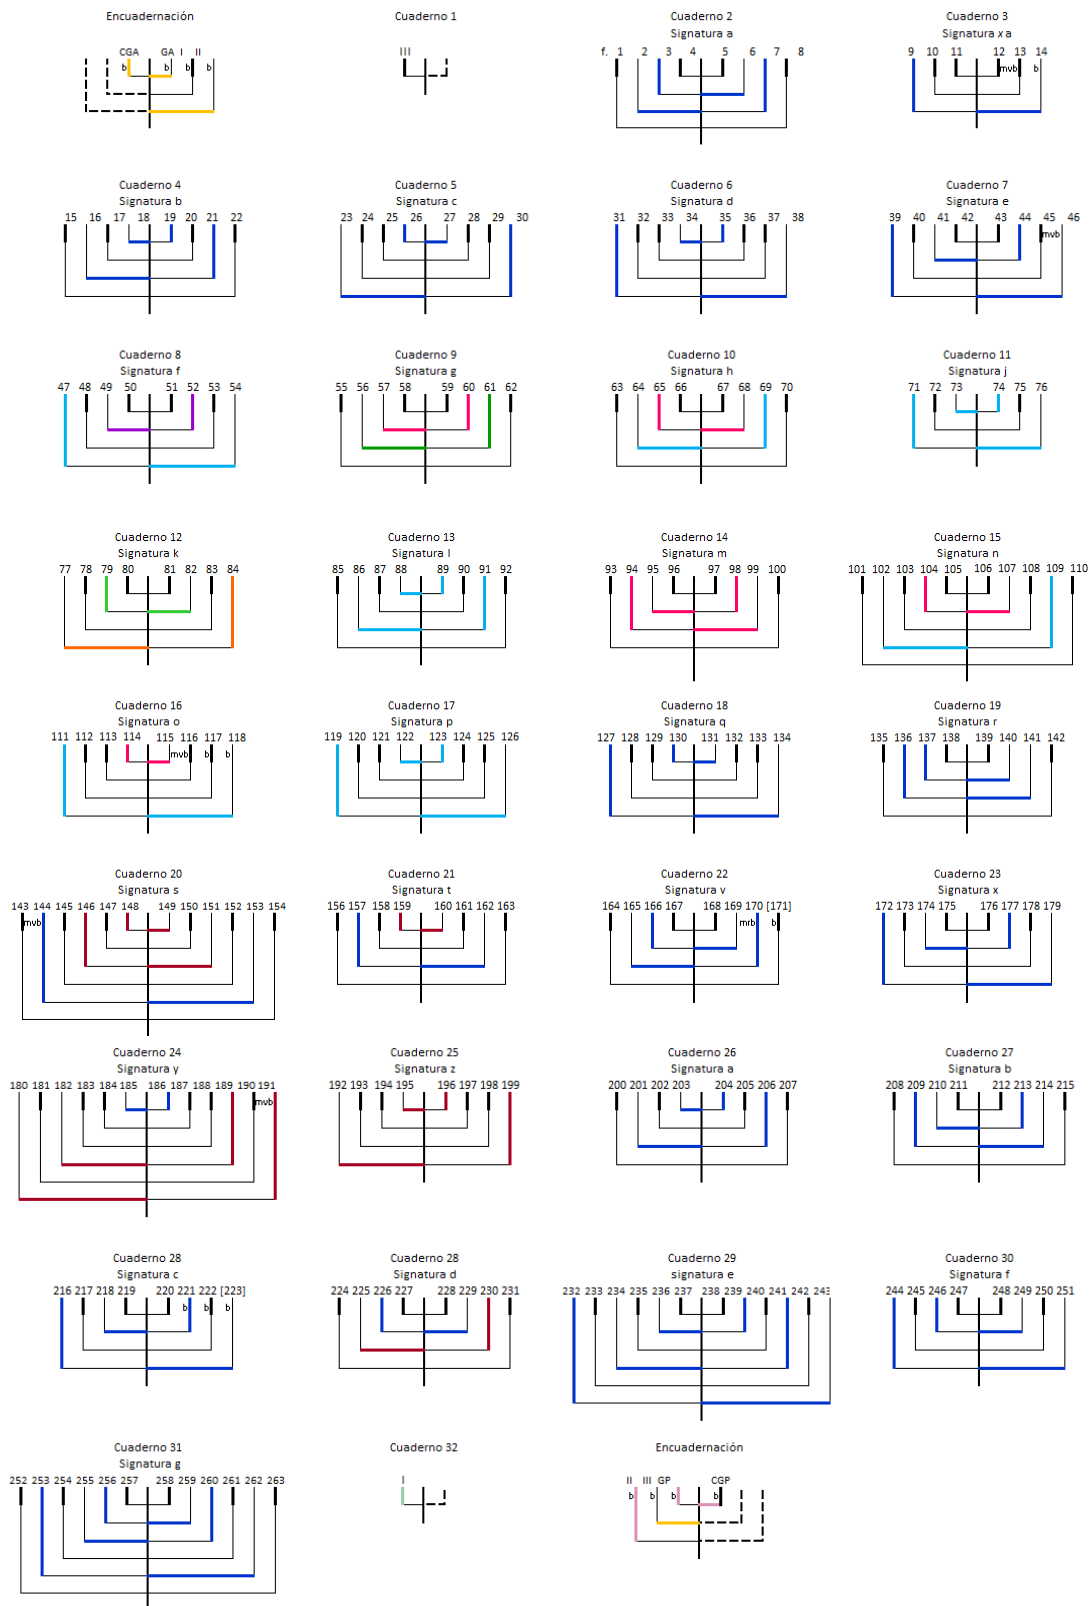 Encuadernación
CGA GA I II
b b b b
Cuaderno 1
III
Cuaderno 2
Signatura a
f. 1 2 3 4 5 6 7 8
Cuaderno 3
Signatura x a
9 10 11 12 13 14
mvb b
Cuaderno 4
Signatura b
15 16 17 18 19 20 21 22
Cuaderno 5
Signatura c
23 24 25 26 27 28 29 30
Cuaderno 6
Signatura d
31 32 33 34 35 36 37 38
Cuaderno 7
Signatura e
39 40 41 42 43 44 45 46
mvb
Cuaderno 8
Signatura f
47 48 49 50 51 52 53 54
Cuaderno 9
Signatura g
55 56 57 58 59 60 61 62
Cuaderno 10
Signatura h
63 64 65 66 67 68 69 70
Cuaderno 11
Signatura j
71 72 73 74 75 76
Cuaderno 12
Signatura k
77 78 79 80 81 82 83 84
Cuaderno 13
Signatura l
85 86 87 88 89 90 91 92
Cuaderno 14
Signatura m
93 94 95 96 97 98 99 100
Cuaderno 15
Signatura n
101 102 103 104 105 106 107 108 109 110
Cuaderno 16
Signatura o
111 112 113 114 115 116 117 118
mvb b b
Cuaderno 17
Signatura p
119 120 121 122 123 124 125 126
Cuaderno 18
Signatura q
127 128 129 130 131 132 133 134
Cuaderno 19
Signatura r
135 136 137 138 139 140 141 142
Cuaderno 20
Signatura s
143 144 145 146 147 148 149 150 151 152 153 154
mvb
Cuaderno 21
Signatura t
156 157 158 159 160 161 162 163
Cuaderno 22
Signatura v
164 165 166 167 168 169 170 [171]
mrb b
Cuaderno 23
Signatura x
172 173 174 175 176 177 178 179
Cuaderno 24
Signatura y
180 181 182 183 184 185 186 187 188 189 190 191
mvb
Cuaderno 25
Signatura z
192 193 194 195 196 197 198 199
Cuaderno 26
Signatura a
200 201 202 203 204 205 206 207
Cuaderno 27
Signatura b
208 209 210 211 212 213 214 215
Cuaderno 28
Signatura c
216 217 218 219 220 221 222 [223]
b b b
Cuaderno 28
Signatura d
224 225 226 227 228 229 230 231
Cuaderno 29
signatura e
232 233 234 235 236 237 238 239 240 241 242 243
Cuaderno 30
Signatura f
244 245 246 247 248 249 250 251
Cuaderno 31
Signatura g
252 253 254 255 256 257 258 259 260 261 262 263
Cuaderno 32
I
Encuadernación
II III GP CGP
b b b b